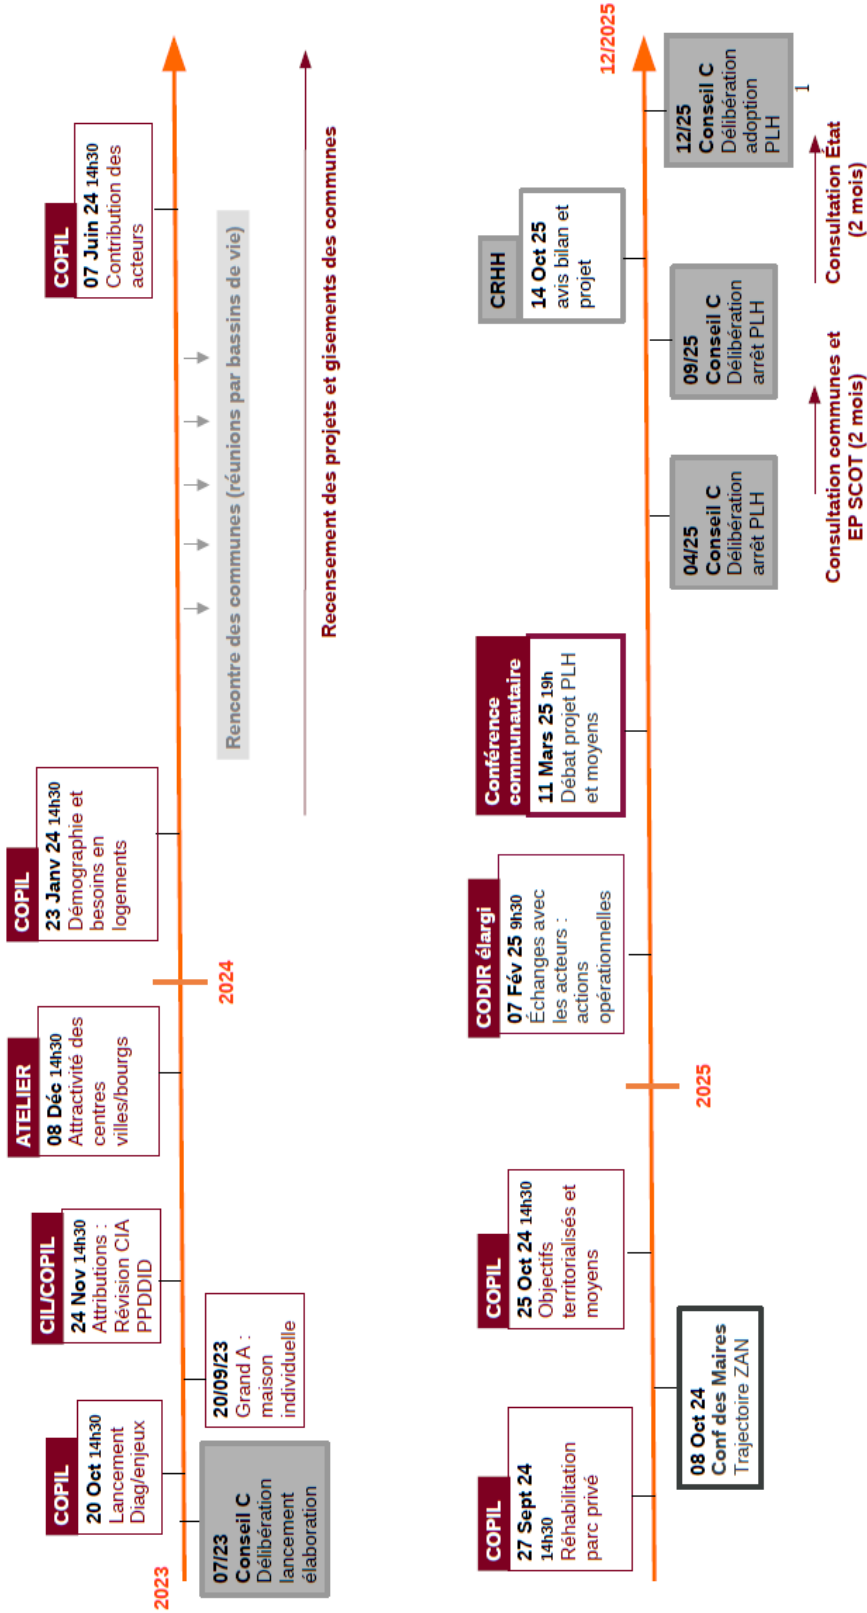 2023
COPIL
20 Oct 14h30
Lancement
Diag/enjeux
CIL/COPIL
24 Nov 14h30
Attributions :
Révision CIA
PPDDID
ATELIER
08 Déc 14h30
Attractivité des
centres
villes/bourgs
COPIL
23 Janv 24 14h30
Démographie et
besoins en
logements
COPIL
07 Juin 24 14h30
Contribution des
acteurs
07/23
Conseil C
Délibération
lancement
élaboration
20/09/23
Grand A :
maison
individuelle
2024
Rencontre des communes (réunions par bassins de vie)
Recensement des projets et gisements des communes
COPIL
27 Sept 24
14h30
Réhabilitation
parc privé
COPIL
25 Oct 24 14h30
Objectifs
territorialisés et
moyens
CODIR élargi
07 Fév 25 9h30
Échanges avec
les acteurs :
actions
opérationnelles
Conférence
communautaire
11 Mars 25 19h
Débat projet PLH
et moyens
CRHH
14 Oct 25
avis bilan et
projet
12/2025
08 Oct 24
Conf des Maires
Trajectoire ZAN
2025
04/25
Conseil C
Délibération
arrêt PLH
09/25
Conseil C
Délibération
arrêt PLH
12/25
Conseil C
Délibération
adoption
PLH
1
Consultation communes et
EP SCOT (2 mois)
Consultation État
(2 mois)